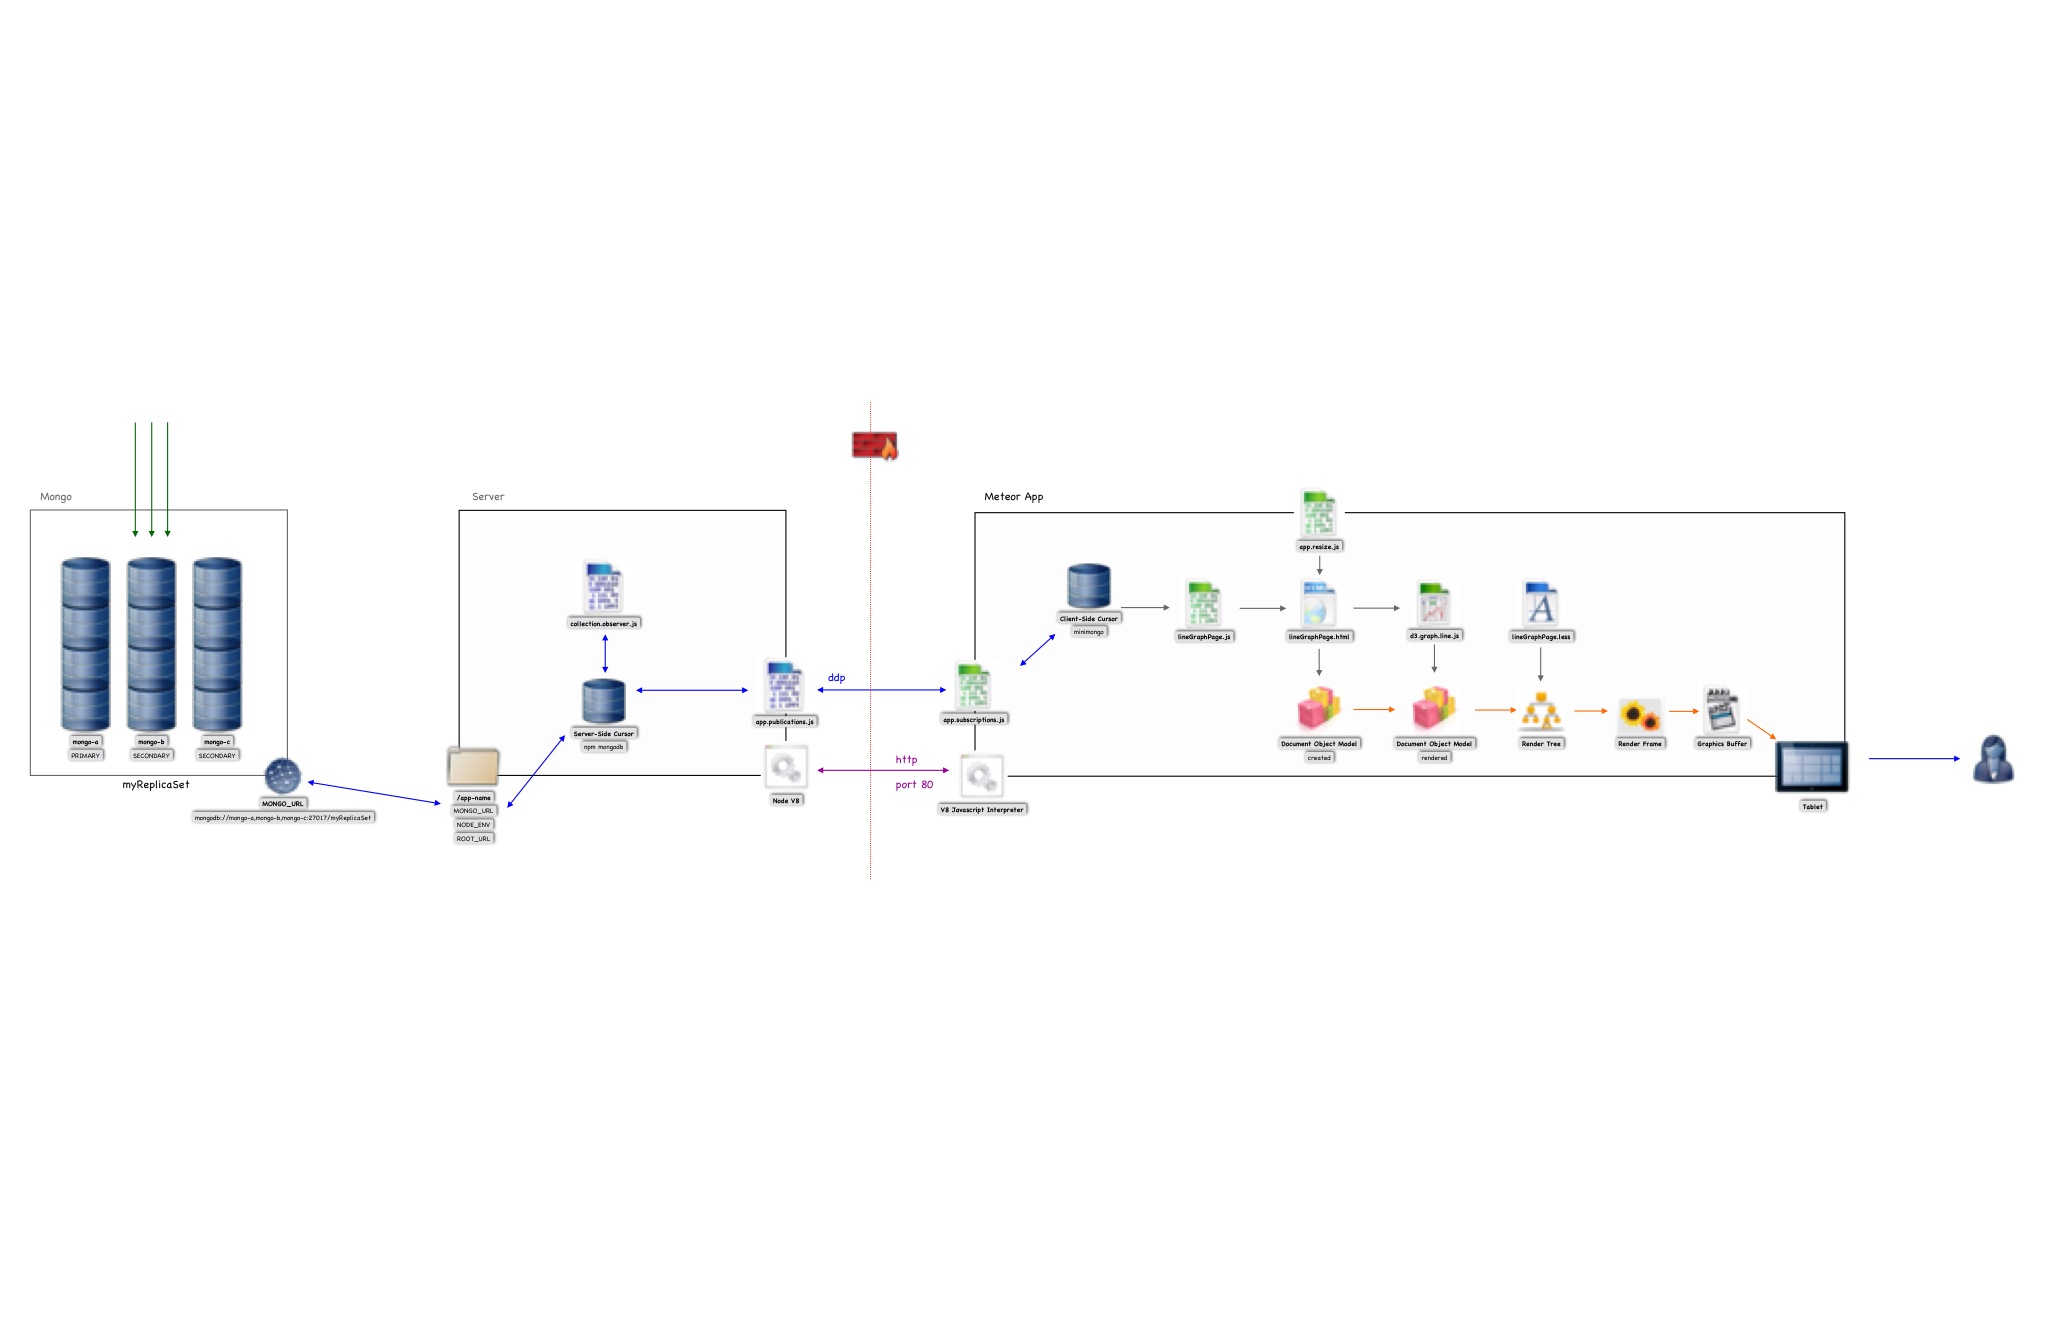 Mongo
mongo-a
PRIMARY
mongo-b
SECONDARY
mongo-c
SECONDARY
myReplicaSet
MONGO_URL
mongodb://mongo-a,mongo-b,mongo-c:27017/myReplicaSet
Server
collection.observer.js
Server-Side Cursor
npm mongodb
/app-name
MONGO_URL
NODE_ENV
ROOT_URL
app.publications.js
Node V8
ddp
http
port 80
Meteor App
app.subscriptions.js
V8 Javascript Interpreter
Client-Side Cursor
minimongo
lineGraphPage.js
app.resize.js
lineGraphPage.html
d3.graph.line.js
lineGraphPage.less
Document Object Model
created
Document Object Model
rendered
Render Tree
Render Frame
Graphics Buffer
Tablet